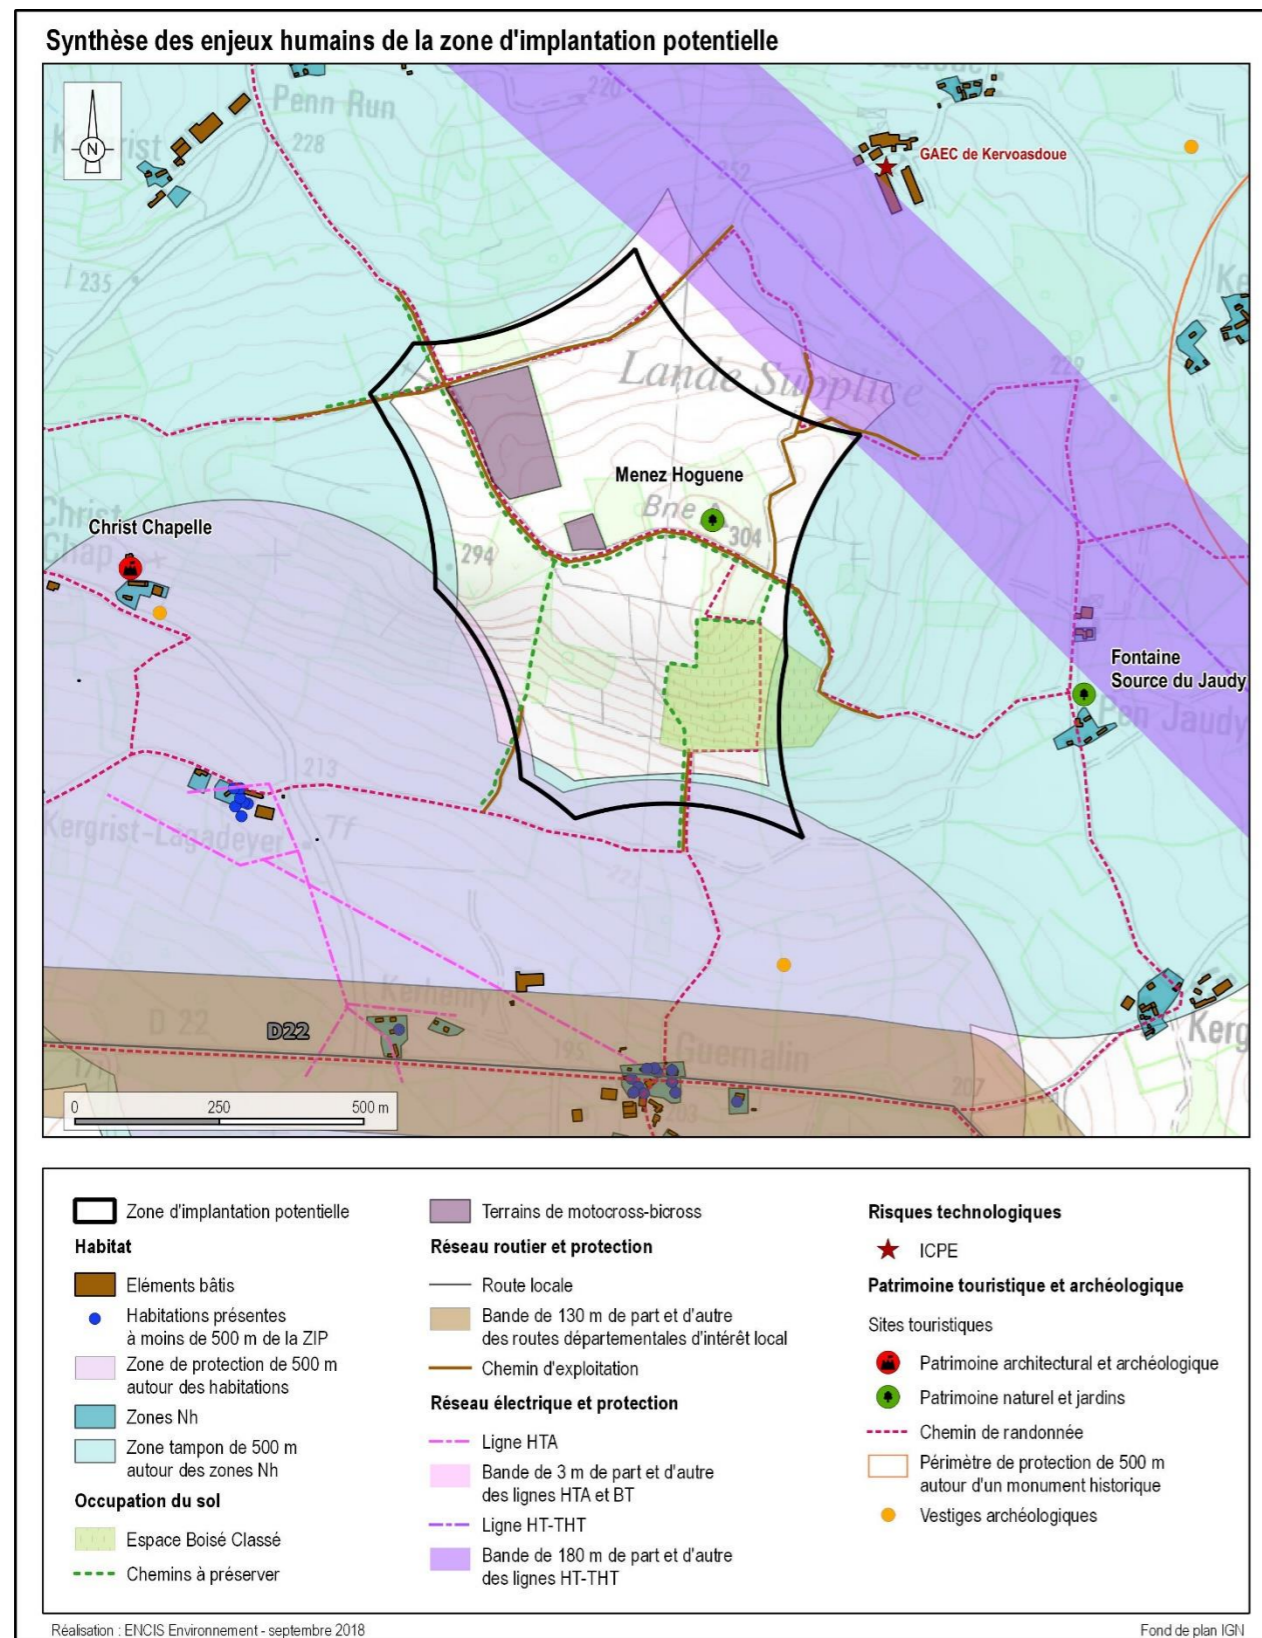 Synthèse des enjeux humains de la zone d'implantation potentielle
N
Penn Run
220
228
GAEC de Kervoasdoue
252
235
Lande Supplice
229
Menez Hoguene
Bne
304
294
Christ Chapelle
Christ
Chap
Fontaine
Source du Jaudy
Pen Jaudy
213
Kergrist-Lagadeyer
Tf
Kerhenry
D 22
D22
195
Guernalin
207
203
Kerg
0 250 500 m
Zone d'implantation potentielle
Habitat
Eléments bâtis
Habitations présentes
à moins de 500 m de la ZIP
Zone de protection de 500 m
autour des habitations
Zones Nh
Zone tampon de 500 m
autour des zones Nh
Occupation du sol
Espace Boisé Classé
Chemins à préserver
Terrains de motocross-bicross
Réseau routier et protection
Route locale
Bande de 130 m de part et d'autre
des routes départementales d'intérêt local
Chemin d'exploitation
Réseau électrique et protection
Ligne HTA
Bande de 3 m de part et d'autre
des lignes HTA et BT
Ligne HT-THT
Bande de 180 m de part et d'autre
des lignes HT-THT
Risques technologiques
ICPE
Patrimoine touristique et archéologique
Sites touristiques
Patrimoine architectural et archéologique
Patrimoine naturel et jardins
Chemin de randonnée
Périmètre de protection de 500 m
autour d'un monument historique
Vestiges archéologiques
Réalisation : ENCIS Environnement - septembre 2018
Fond de plan IGN